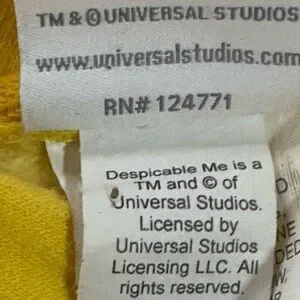 TM & © UNIVERSAL STUDIOS
www.universalstudios.com
RN# 124771
Despicable Me is a
TM and © of
Universal Studios.
Licensed by
Universal Studios
Licensing LLC. All
rights reserved.